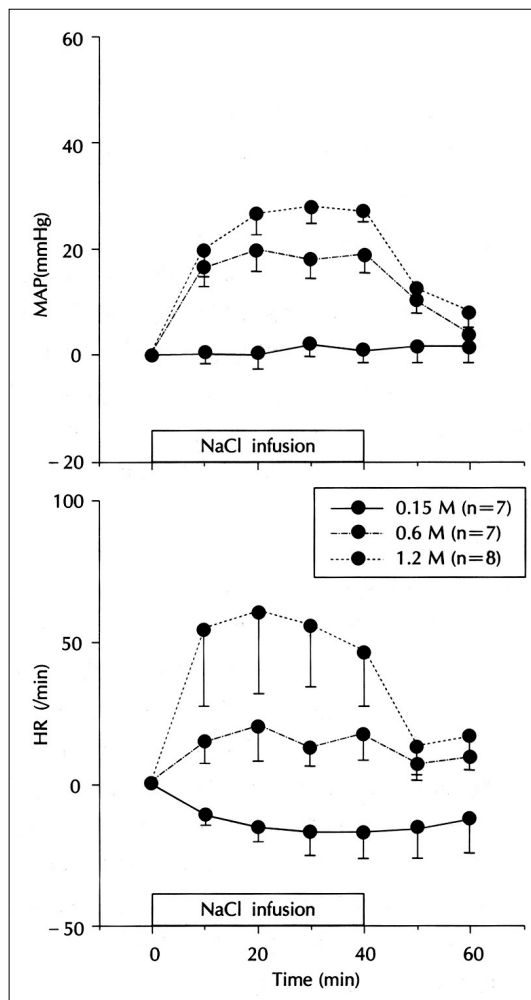 60
40
20
0
−20
MAP(mmHg)
NaCl infusion
100
50
0
−50
HR (/min)
0.15 M (n=7)
0.6 M (n=7)
1.2 M (n=8)
NaCl infusion
0 20 40 60
Time (min)